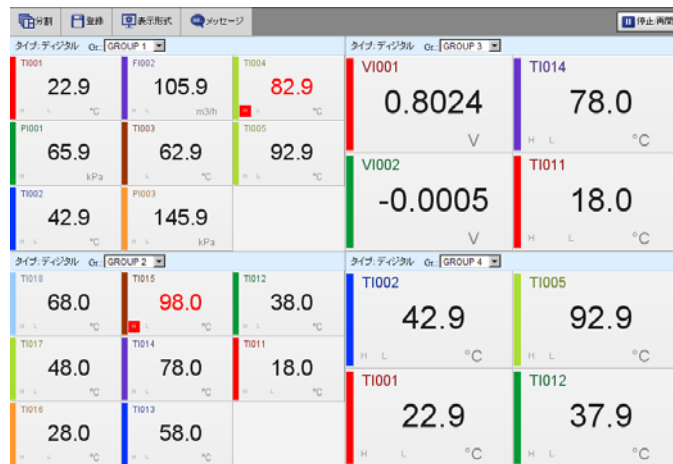 分割 登録 表示形式 メッセージ 停止/再開
タイプ:ディジタル Gr.: GROUP 1
TI001 FI002 TI004
22.9 105.9 82.9
H L °C H L m3/h H L °C
PI001 TI003 TI005
65.9 62.9 92.9
H kPa L °C H L °C
TI002 PI003
42.9 145.9
H L °C H L kPa
タイプ:ディジタル Gr.: GROUP 3
VI001 TI014
0.8024 78.0
V H L °C
VI002 TI011
-0.0005 18.0
V H L °C
タイプ:ディジタル Gr.: GROUP 2
TI018 TI015 TI012
68.0 98.0 38.0
H L °C H L °C H L °C
TI017 TI014 TI011
48.0 78.0 18.0
H L °C H L °C H L °C
TI016 TI013
28.0 58.0
H L °C H L °C
タイプ:ディジタル Gr.: GROUP 4
TI002 TI005
42.9 92.9
H L °C H L °C
TI001 TI012
22.9 37.9
H L °C H L °C